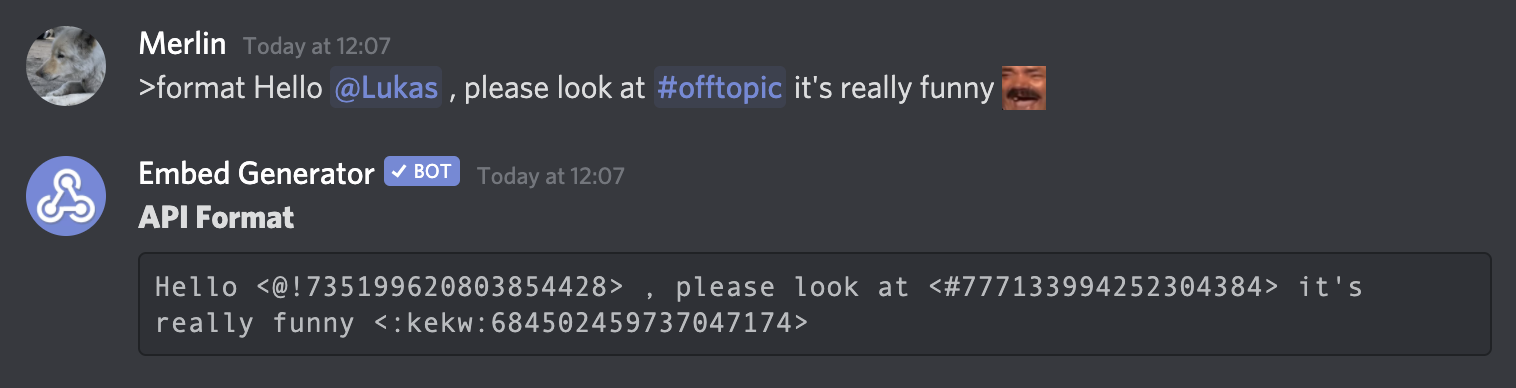 Merlin Today at 12:07
>format Hello @Lukas , please look at #offtopic it's really funny
Embed Generator BOT Today at 12:07
API Format
Hello <@!735199620803854428> , please look at <#777133994252304384> it's
really funny <:kekw:684502459737047174>